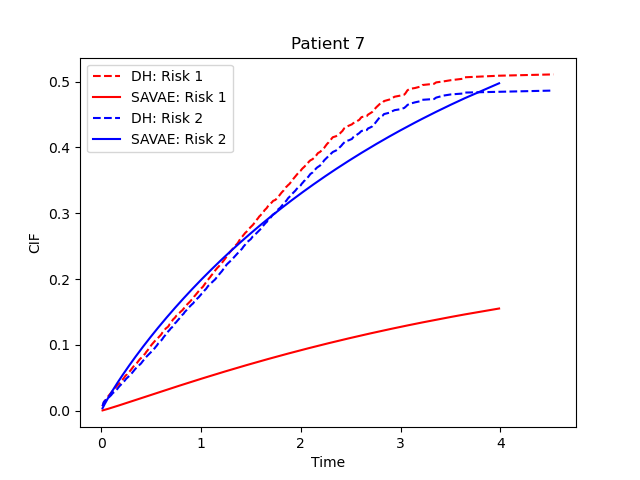 Patient 7
DH: Risk 1
SAVAE: Risk 1
DH: Risk 2
SAVAE: Risk 2
CIF
0.5
0.4
0.3
0.2
0.1
0.0
0 1 2 3 4
Time